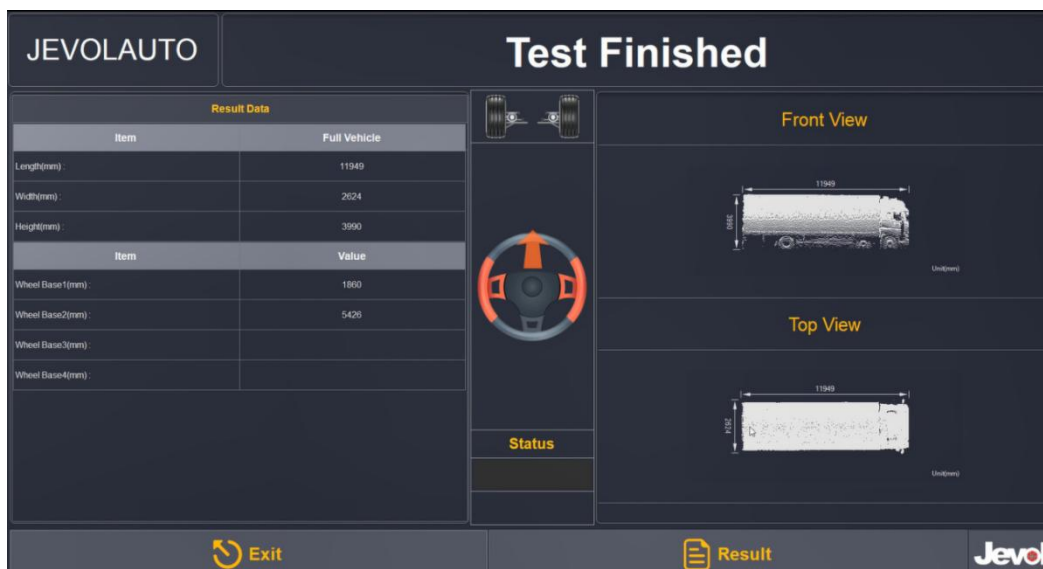 JEVOLAUTO
Test Finished
Result Data
Item Full Vehicle
Length(mm) : 11949
Width(mm) : 2624
Height(mm) : 3990
Item Value
Wheel Base1(mm) : 1860
Wheel Base2(mm) : 5426
Wheel Base3(mm) :
Wheel Base4(mm) :
Status
Front View
11949
3990
Unit(mm)
Top View
11949
2624
Unit(mm)
Exit
Result
Jevol